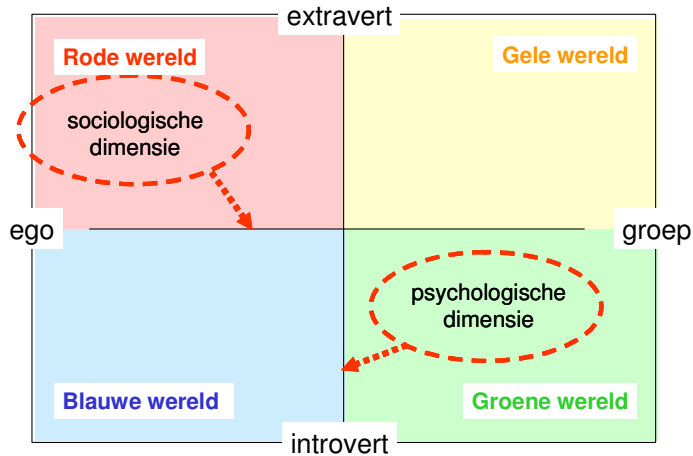 extravert
Rode wereld
Gele wereld
sociologische
dimensie
ego
groep
psychologische
dimensie
Blauwe wereld
Groene wereld
introvert